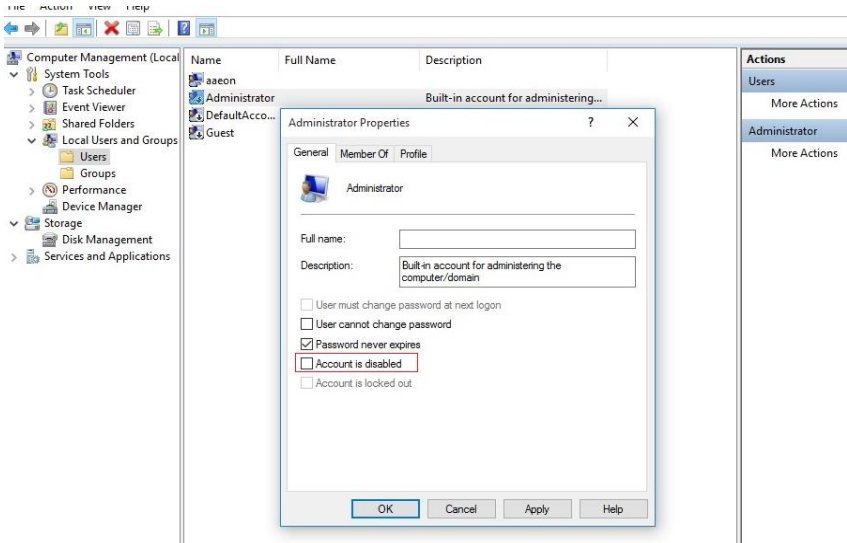 File Action View Help
Computer Management (Local
System Tools
Task Scheduler
Event Viewer
Shared Folders
Local Users and Groups
Users
Groups
Performance
Device Manager
Storage
Disk Management
Services and Applications
Name Full Name Description
aaeon
Administrator Built-in account for administering...
DefaultAcco...
Guest
Administrator Properties ?
General Member Of Profile
Administrator
Full name:
Description: Built-in account for administering the
computer/domain
User must change password at next logon
User cannot change password
Password never expires
Account is disabled
Account is locked out
OK Cancel Apply Help
Actions
Users
More Actions
Administrator
More Actions